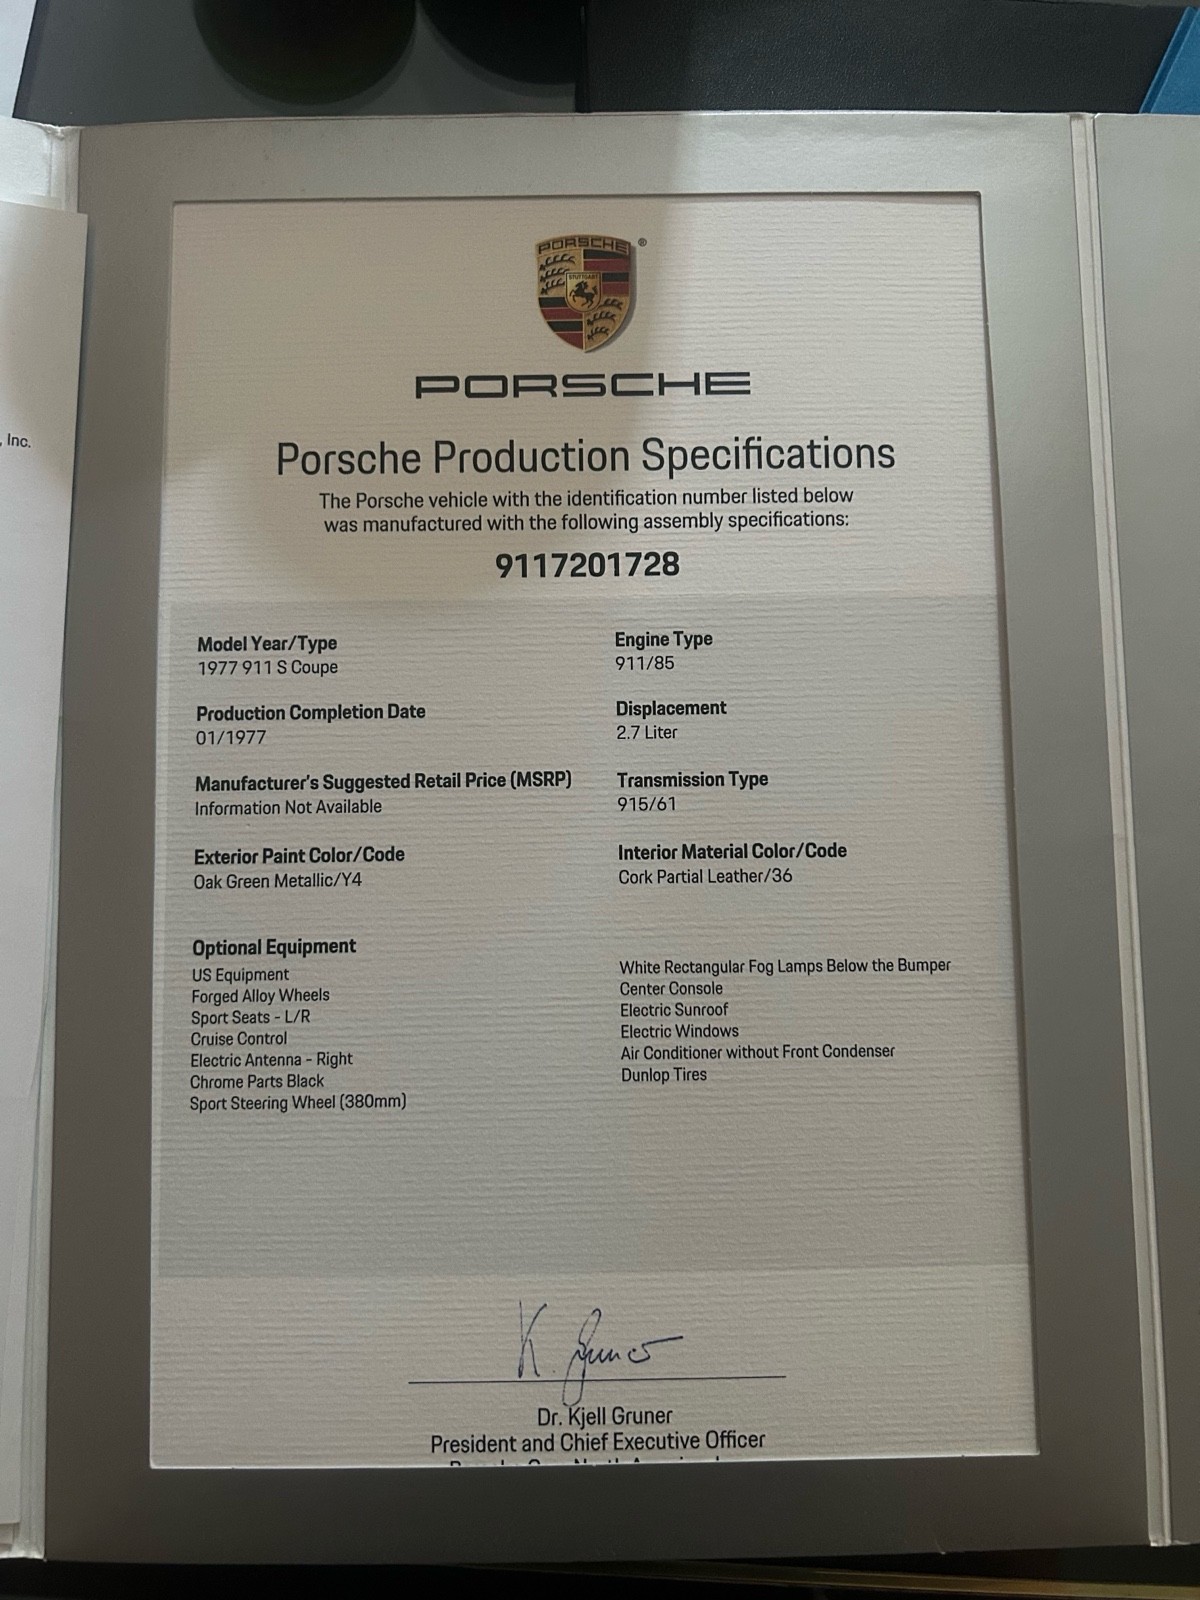 , Inc.
PORSCHE
®
STUTTGART
PORSCHE
Porsche Production Specifications
The Porsche vehicle with the identification number listed below
was manufactured with the following assembly specifications:
9117201728
Model Year/Type
1977 911 S Coupe
Production Completion Date
01/1977
Manufacturer's Suggested Retail Price (MSRP)
Information Not Available
Exterior Paint Color/Code
Oak Green Metallic/Y4
Engine Type
911/85
Displacement
2.7 Liter
Transmission Type
915/61
Interior Material Color/Code
Cork Partial Leather/36
Optional Equipment
US Equipment
Forged Alloy Wheels
Sport Seats - L/R
Cruise Control
Electric Antenna - Right
Chrome Parts Black
Sport Steering Wheel (380mm)
White Rectangular Fog Lamps Below the Bumper
Center Console
Electric Sunroof
Electric Windows
Air Conditioner without Front Condenser
Dunlop Tires
K. Gruner
Dr. Kjell Gruner
President and Chief Executive Officer